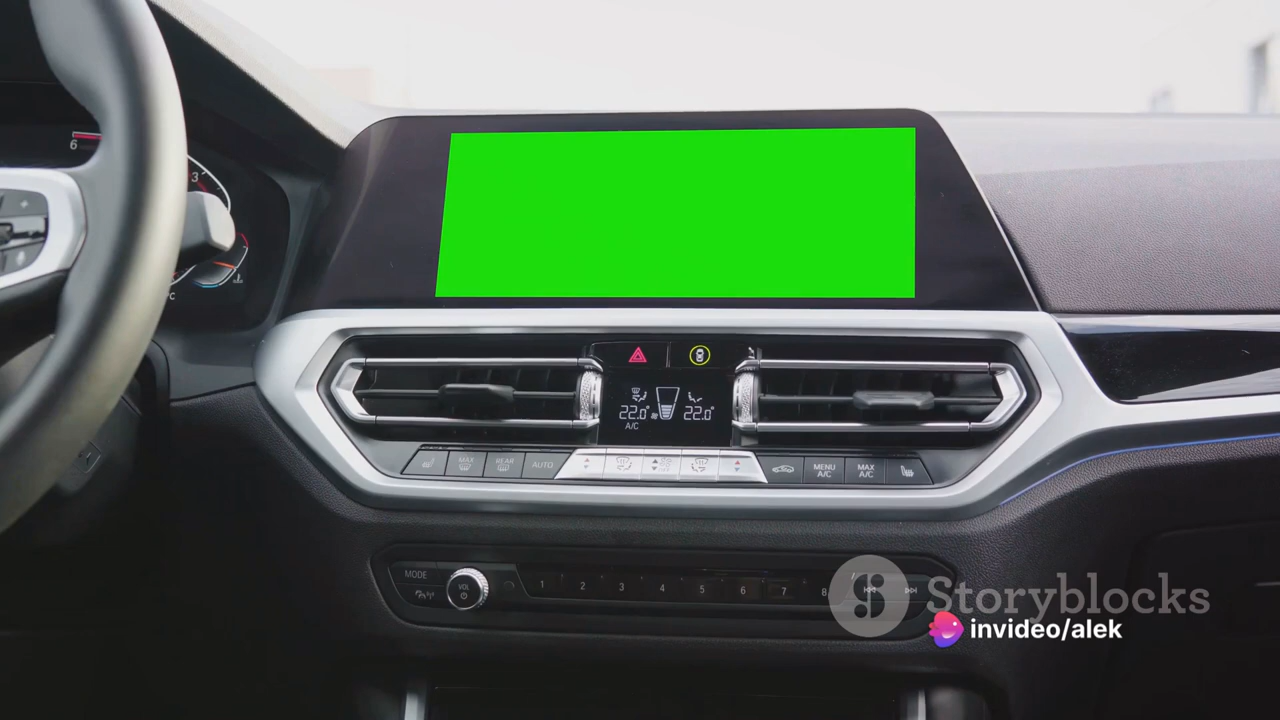 6
3
22.0° 22.0°
A/C
MAX REAR AUTO MENU A/C MAX A/C
MODE
VOL
1 2 3 4 5 6 7 8
Storyblocks
invideo/alek